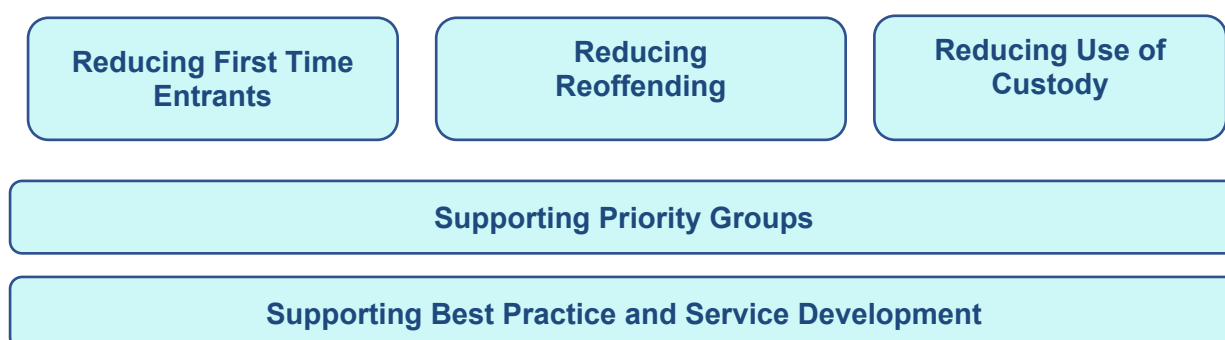 Reducing First Time
Entrants
Reducing
Reoffending
Reducing Use of
Custody
Supporting Priority Groups
Supporting Best Practice and Service Development